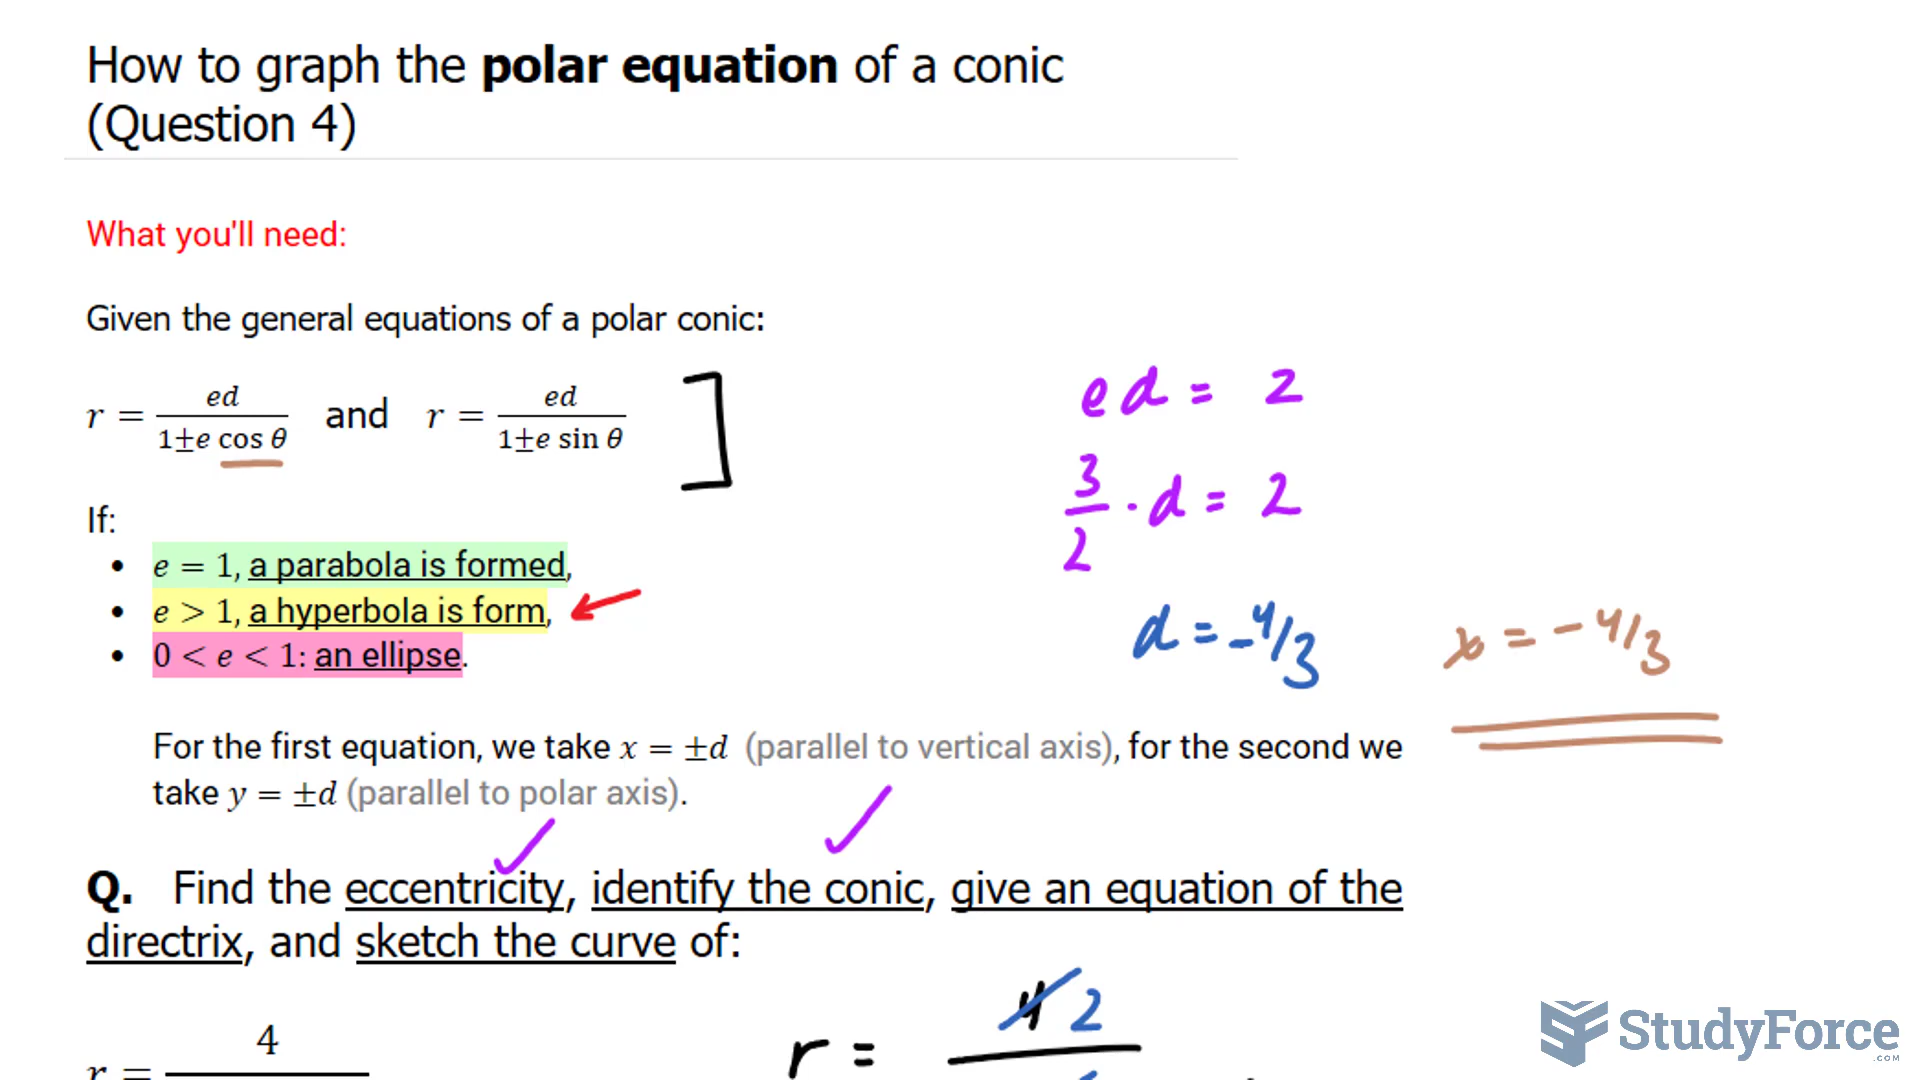 How to graph the polar equation of a conic
(Question 4)
What you'll need:
Given the general equations of a polar conic:
r = ed / 1±e cos θ and r = ed / 1±e sin θ
ed = 2
3/2 · d = 2
d = -4/3
x = -4/3
If:
• e = 1, a parabola is formed,
• e > 1, a hyperbola is form,
• 0 < e < 1: an ellipse.
For the first equation, we take x = ±d (parallel to vertical axis), for the second we
take y = ±d (parallel to polar axis).
Q. Find the eccentricity, identify the conic, give an equation of the
directrix, and sketch the curve of:
r = 4
r = 4 2
StudyForce
.COM